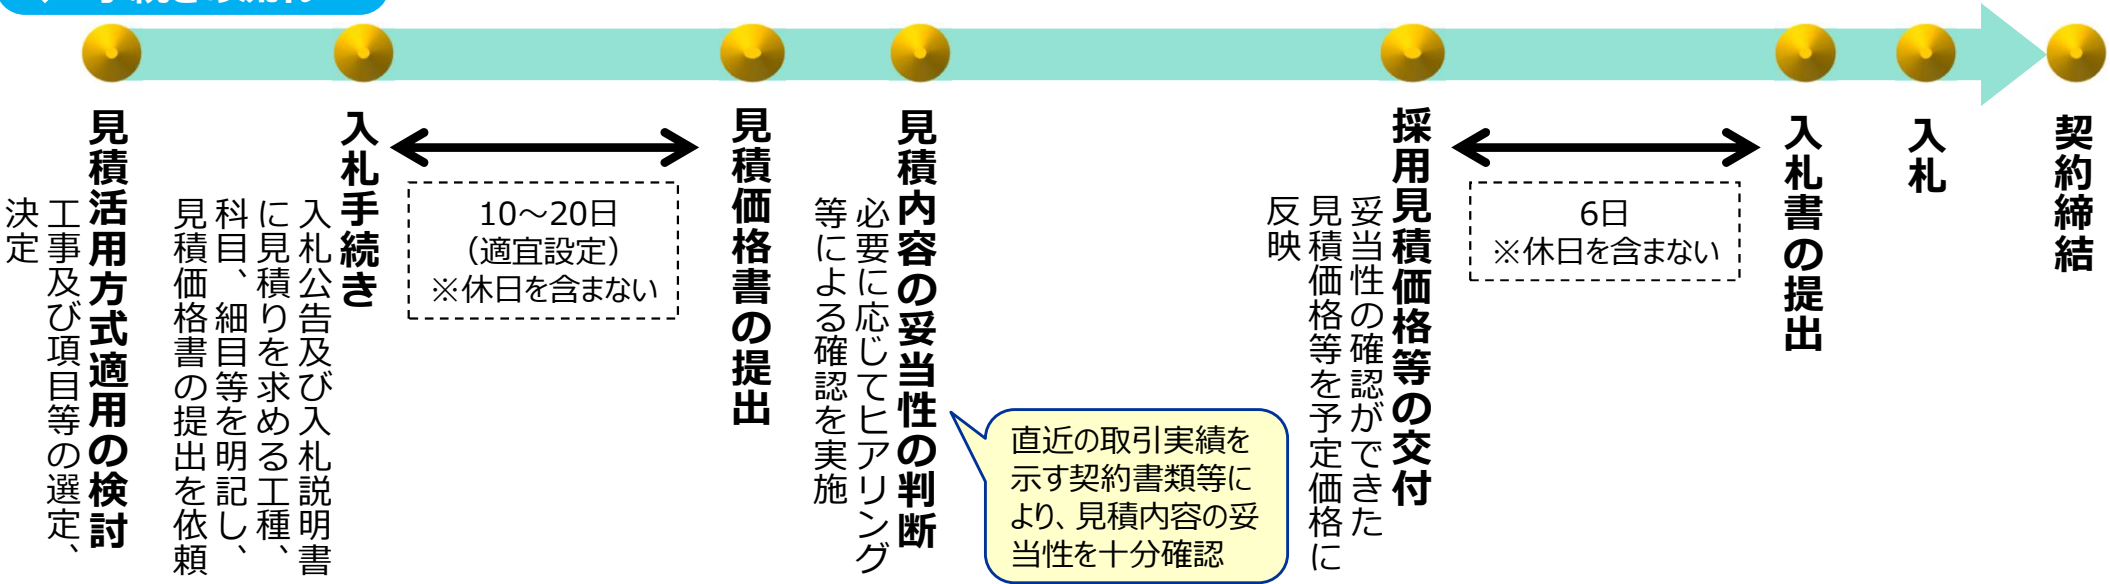 見積活用方式適用の検討
工事及び項目等の選定、
決定
入札手続き
入札公告及び入札説明書
に見積りを求める工種、
科目、細目等を明記し、
見積価格書の提出を依頼
10～20日
（適宜設定）
※休日を含まない
見積価格書の提出
見積内容の妥当性の判断
必要に応じてヒアリング
等による確認を実施
直近の取引実績を
示す契約書類等に
より、見積内容の妥
当性を十分確認
採用見積価格等の交付
妥当性の確認ができた
見積価格等を予定価格に
反映
6日
※休日を含まない
入札書の提出
入札
契約締結